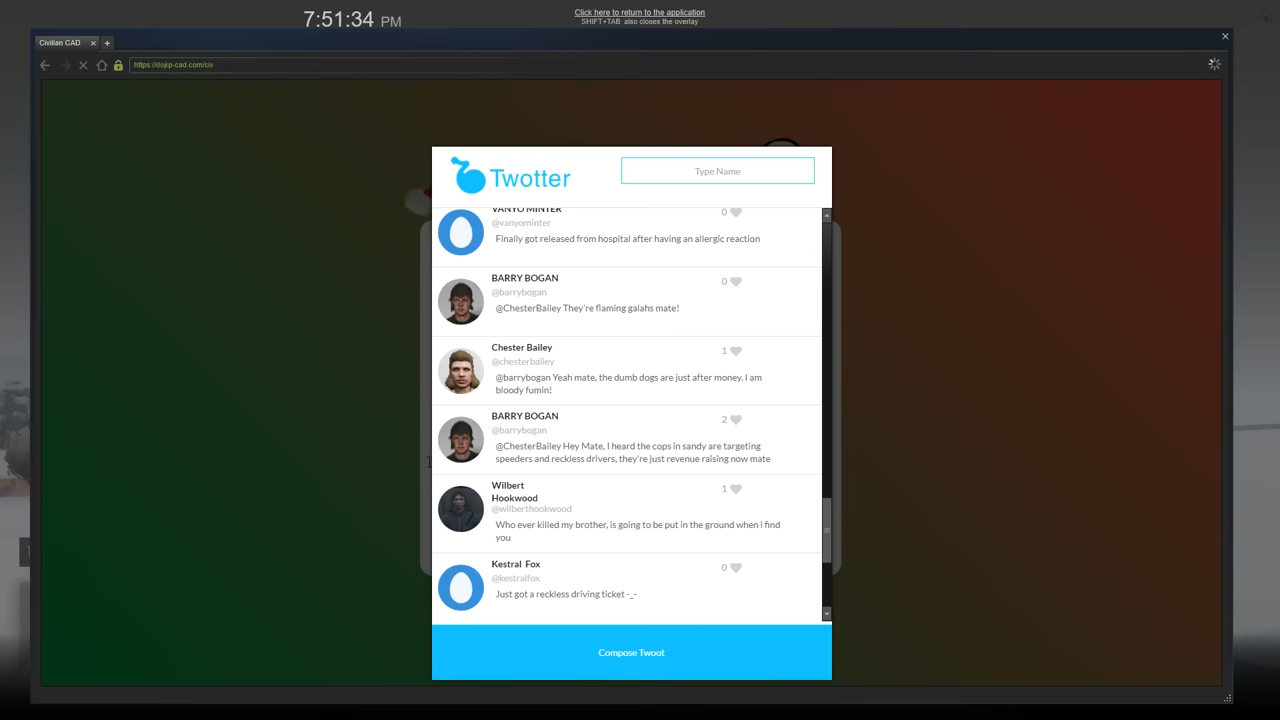 7:51:34 PM
Click here to return to the application
SHIFT+TAB also closes the overlay
Civilian CAD
https://dojrp-cad.com/civ
Twotter
Type Name
VANYO MINTER
0
@vanyominter
Finally got released from hospital after having an allergic reaction
BARRY BOGAN
0
@barrybogan
@ChesterBailey They're flaming galahs mate!
Chester Bailey
1
@chesterbailey
@barrybogan Yeah mate, the dumb dogs are just after money. I am
bloody fumin!
BARRY BOGAN
2
@barrybogan
@ChesterBailey Hey Mate, I heard the cops in sandy are targeting
speeders and reckless drivers, they're just revenue raising now mate
Wilbert
Hookwood
1
@wilberthookwood
Who ever killed my brother, is going to be put in the ground when i find
you
Kestral Fox
0
@kestralfox
Just got a reckless driving ticket -_-
Compose Twoot